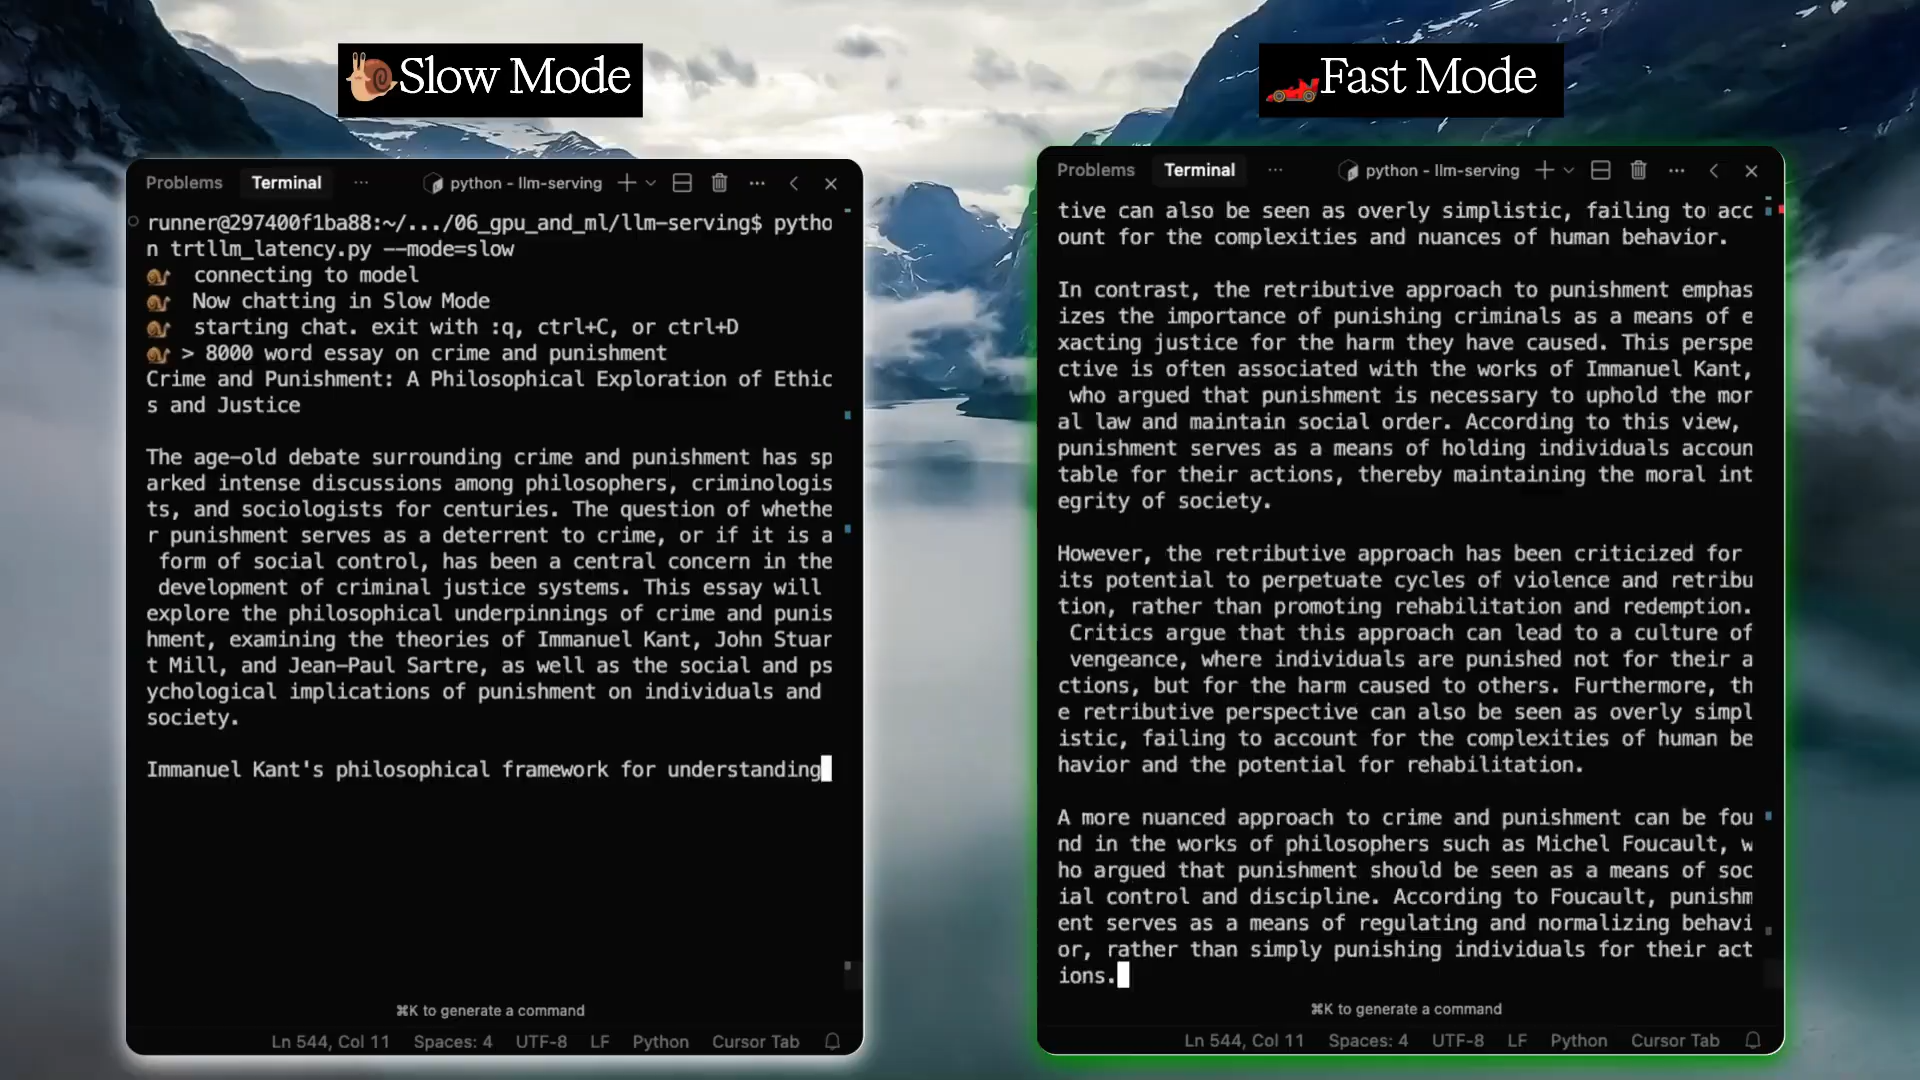 Slow Mode
Problems Terminal ... python - llm-serving
runner@297400f1ba88:~/.../06_gpu_and_ml/llm-serving$ pytho
n trtllm_latency.py --mode=slow
connecting to model
Now chatting in Slow Mode
starting chat. exit with :q, ctrl+C, or ctrl+D
> 8000 word essay on crime and punishment
Crime and Punishment: A Philosophical Exploration of Ethic
s and Justice
The age-old debate surrounding crime and punishment has sp
arked intense discussions among philosophers, criminologis
ts, and sociologists for centuries. The question of whethe
r punishment serves as a deterrent to crime, or if it is a
form of social control, has been a central concern in the
development of criminal justice systems. This essay will
explore the philosophical underpinnings of crime and punis
hment, examining the theories of Immanuel Kant, John Stuar
t Mill, and Jean-Paul Sartre, as well as the social and ps
ychological implications of punishment on individuals and
society.
Immanuel Kant's philosophical framework for understanding
⌘K to generate a command
Ln 544, Col 11 Spaces: 4 UTF-8 LF Python Cursor Tab
Fast Mode
Problems Terminal ... python - llm-serving
tive can also be seen as overly simplistic, failing to acc
ount for the complexities and nuances of human behavior.
In contrast, the retributive approach to punishment emphas
izes the importance of punishing criminals as a means of e
xacting justice for the harm they have caused. This perspe
ctive is often associated with the works of Immanuel Kant,
who argued that punishment is necessary to uphold the mor
al law and maintain social order. According to this view,
punishment serves as a means of holding individuals accoun
table for their actions, thereby maintaining the moral int
egrity of society.
However, the retributive approach has been criticized for
its potential to perpetuate cycles of violence and retribu
tion, rather than promoting rehabilitation and redemption.
Critics argue that this approach can lead to a culture of
vengeance, where individuals are punished not for their a
ctions, but for the harm caused to others. Furthermore, th
e retributive perspective can also be seen as overly simpl
istic, failing to account for the complexities of human be
havior and the potential for rehabilitation.
A more nuanced approach to crime and punishment can be fou
nd in the works of philosophers such as Michel Foucault, w
ho argued that punishment should be seen as a means of soc
ial control and discipline. According to Foucault, punishm
ent serves as a means of regulating and normalizing behavi
or, rather than simply punishing individuals for their act
ions.
⌘K to generate a command
Ln 544, Col 11 Spaces: 4 UTF-8 LF Python Cursor Tab